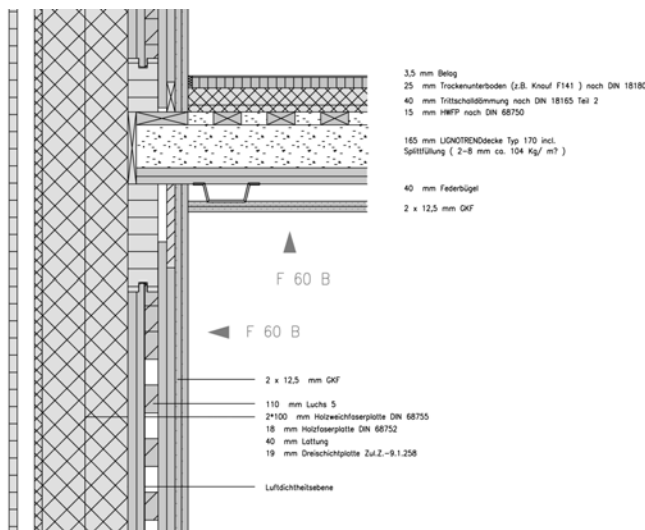 3,5 mm Belag
25 mm Trockenunterboden (z.B. Knauf F141 ) nach DIN 18180
40 mm Trittschalldämmung nach DIN 18165 Teil 2
15 mm HWFP nach DIN 68750
165 mm LIGNOTRENDdecke Typ 170 incl.
Splittfüllung ( 2-8 mm ca. 104 Kg/ m? )
40 mm Federbügel
2 x 12,5 mm GKF
F 60 B
F 60 B
2 x 12,5 mm GKF
110 mm Luchs 5
2*100 mm Holzweichfaserplatte DIN 68755
18 mm Holzfaserplatte DIN 68752
40 mm Lattung
19 mm Dreischichtplatte Zul.Z.-9.1.258
Luftdichtheitsebene